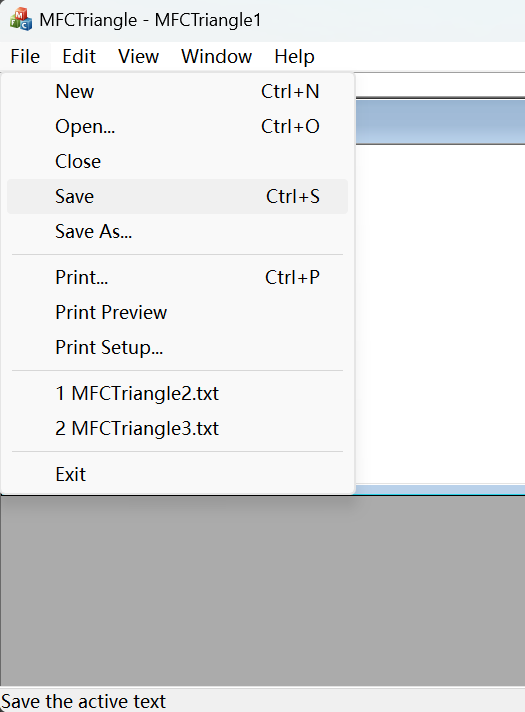 MFCTriangle - MFCTriangle1
File Edit View Window Help
New Ctrl+N
Open... Ctrl+O
Close
Save Ctrl+S
Save As...
Print... Ctrl+P
Print Preview
Print Setup...
1 MFCTriangle2.txt
2 MFCTriangle3.txt
Exit
Save the active text